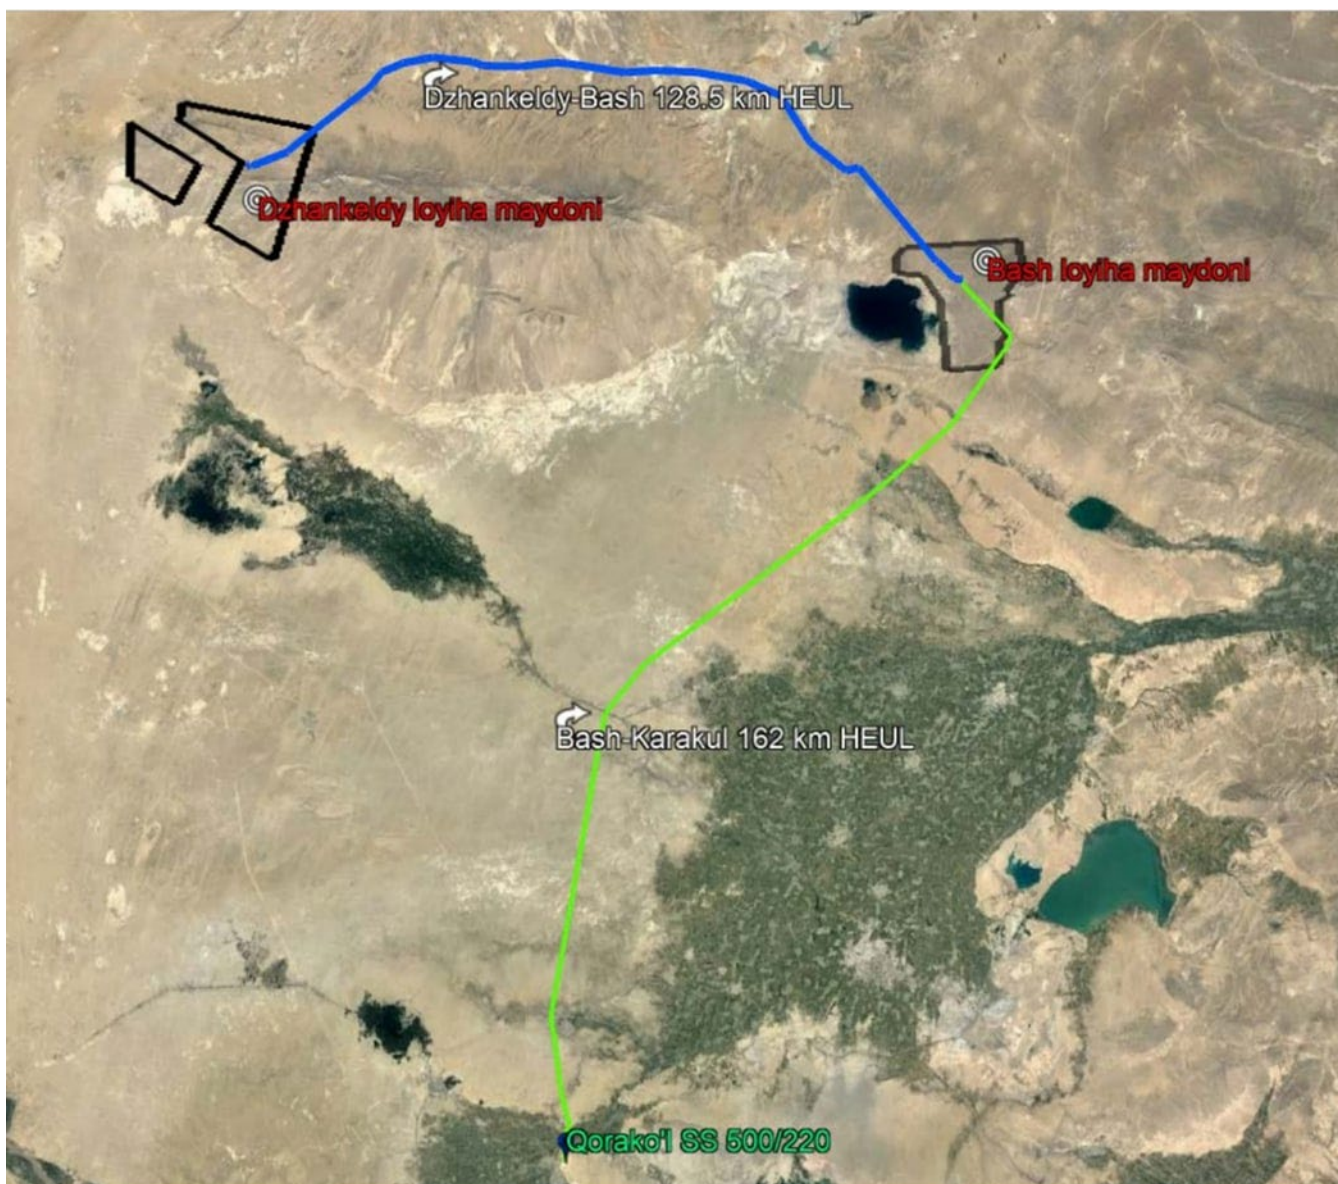 Dzhankeldy-Bash 128.5 km HEUL
Dzhankeldy loyiha maydoni
Bash loyiha maydoni
Bash-Karakul 162 km HEUL
Qorako'l SS 500/220